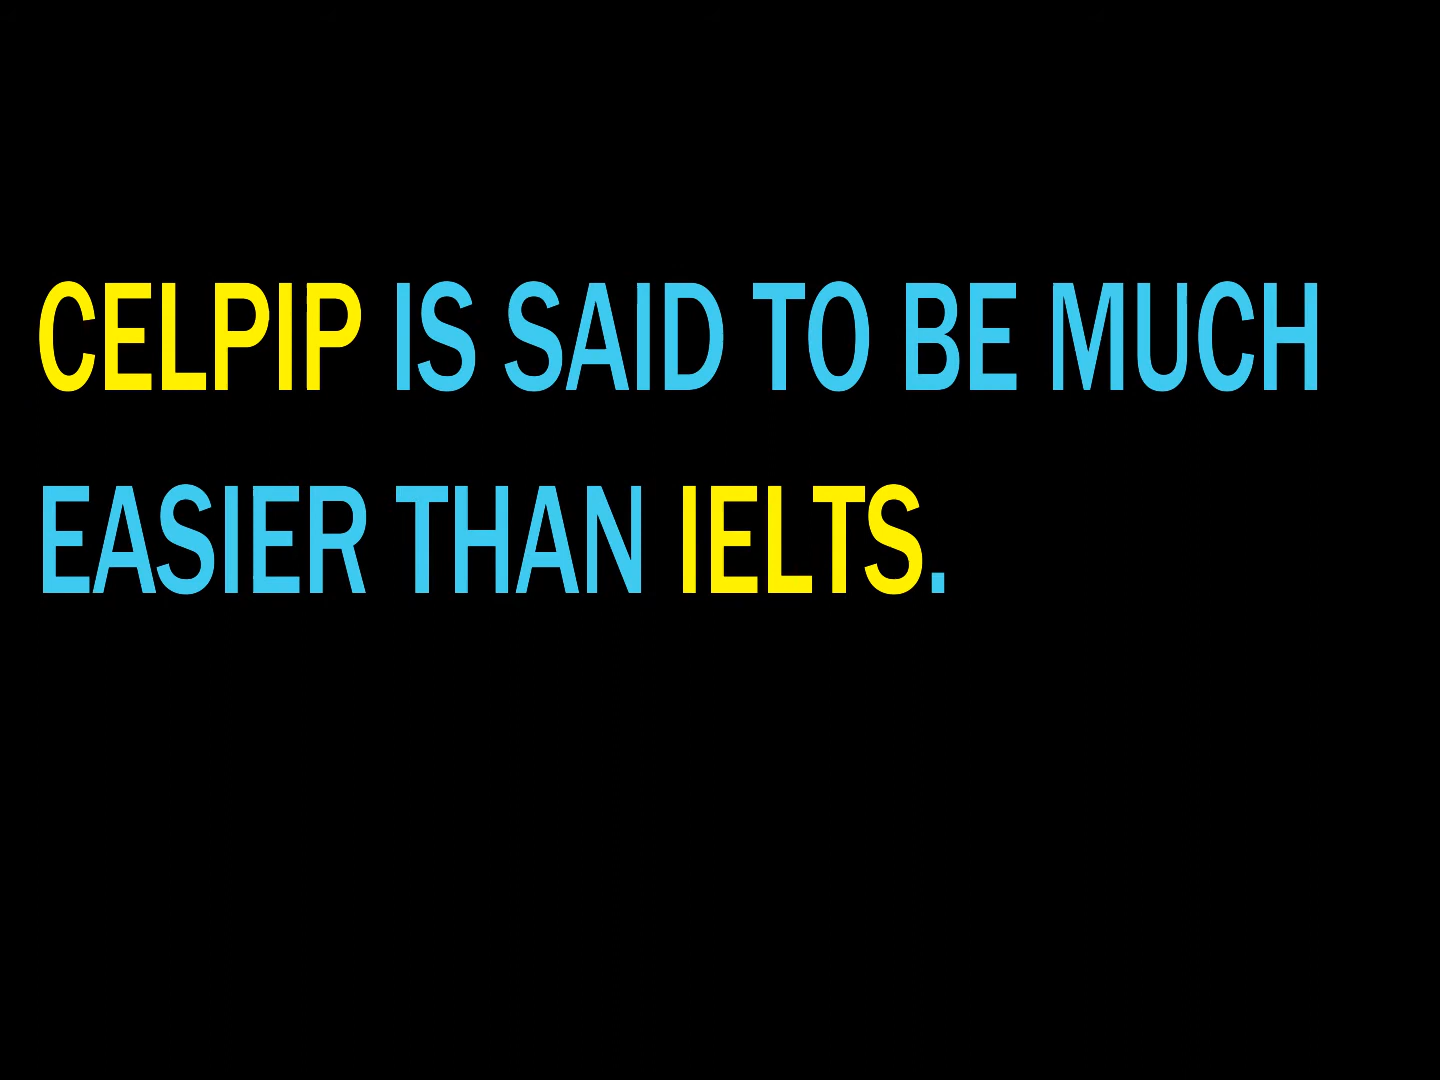 CELPIP IS SAID TO BE MUCH
EASIER THAN IELTS.